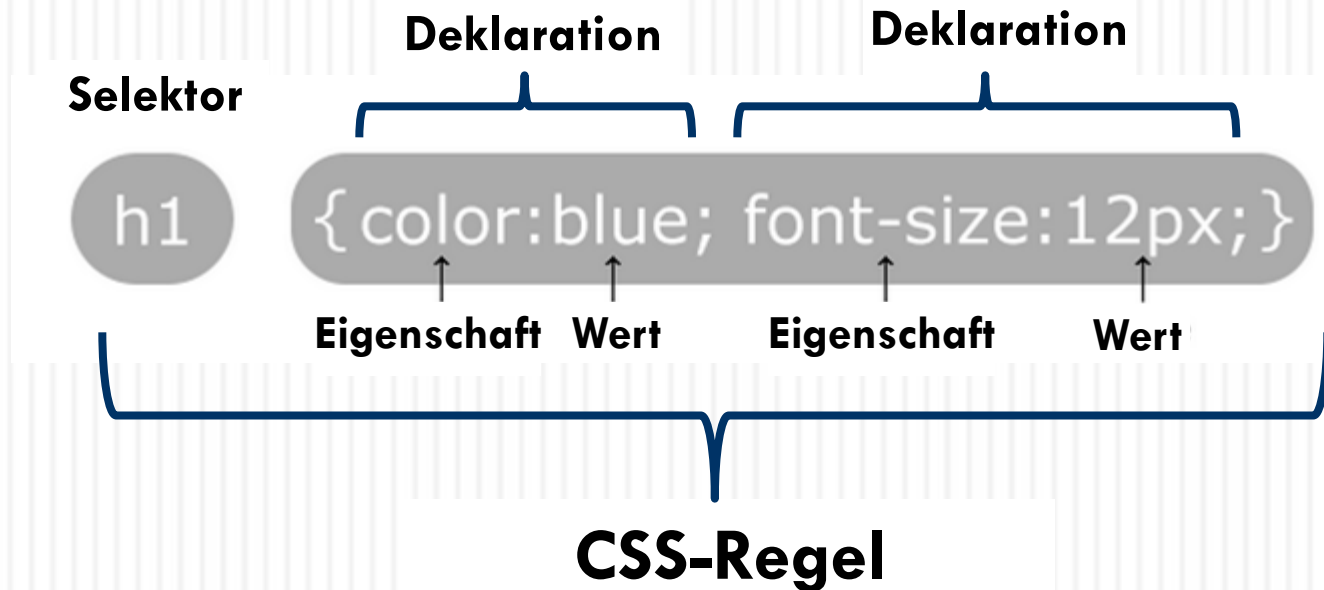 Deklaration Deklaration
Selektor
h1 {color:blue; font-size:12px;}
Eigenschaft Wert Eigenschaft Wert
CSS-Regel